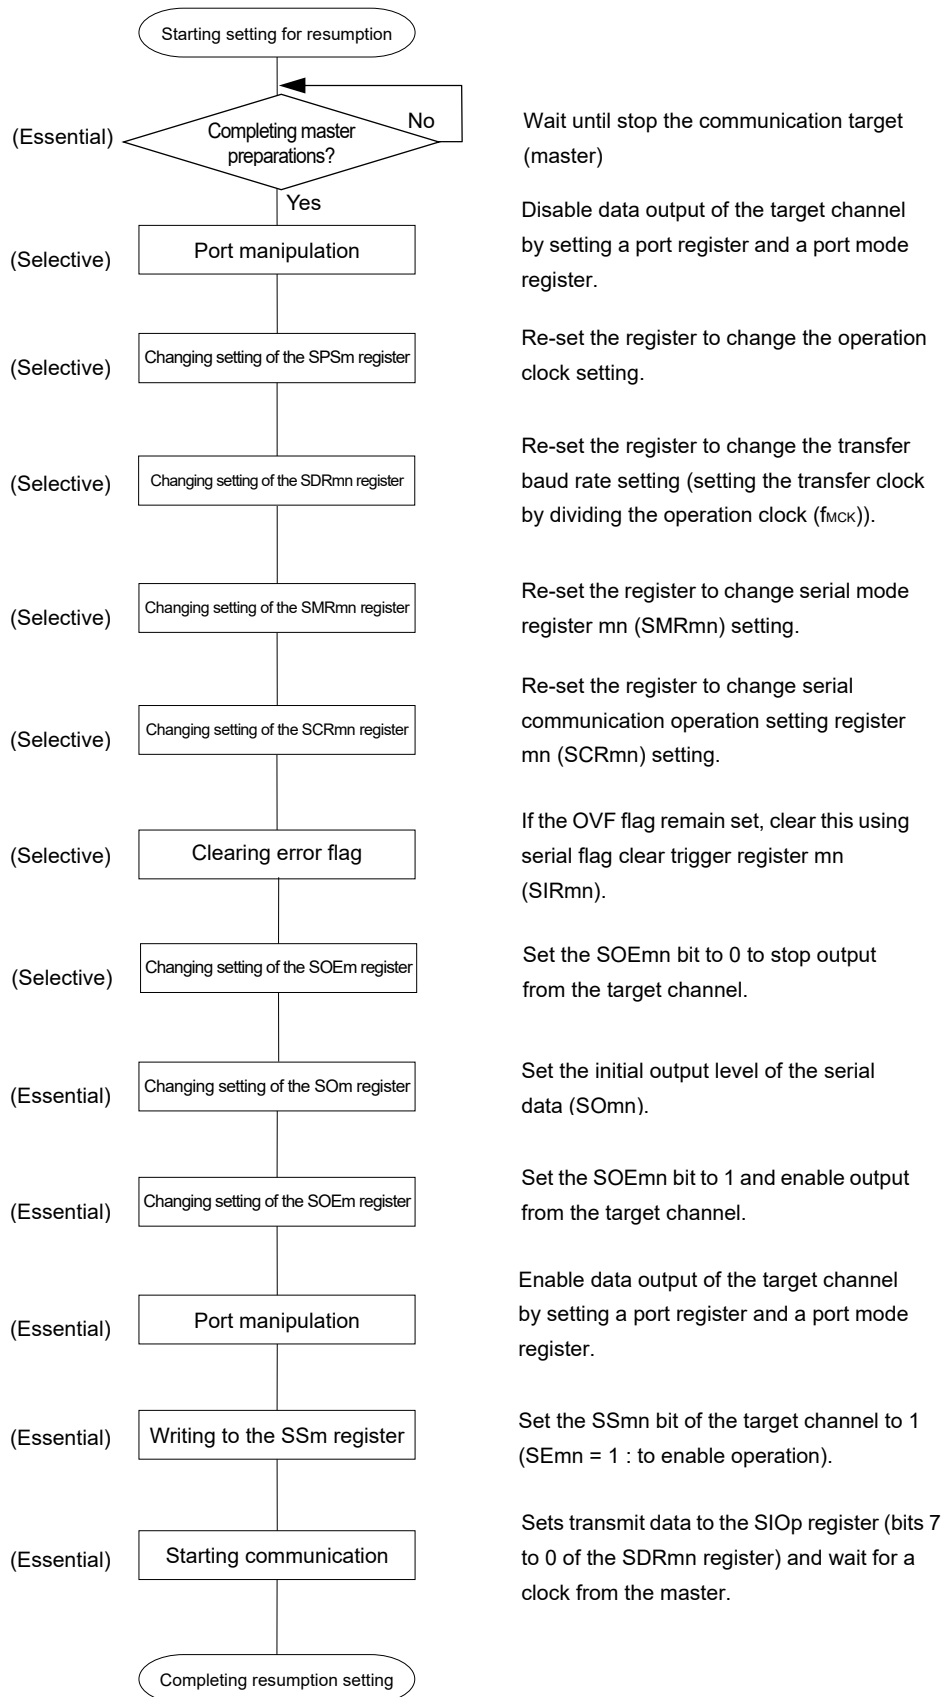 Starting setting for resumption
(Essential)
Completing master
preparations?
No
Wait until stop the communication target
(master)
Yes
(Selective)
Port manipulation
Disable data output of the target channel
by setting a port register and a port mode
register.
(Selective)
Changing setting of the SPSm register
Re-set the register to change the operation
clock setting.
(Selective)
Changing setting of the SDRmn register
Re-set the register to change the transfer
baud rate setting (setting the transfer clock
by dividing the operation clock (fMCK)).
(Selective)
Changing setting of the SMRmn register
Re-set the register to change serial mode
register mn (SMRmn) setting.
(Selective)
Changing setting of the SCRmn register
Re-set the register to change serial
communication operation setting register
mn (SCRmn) setting.
(Selective)
Clearing error flag
If the OVF flag remain set, clear this using
serial flag clear trigger register mn
(SIRmn).
(Selective)
Changing setting of the SOEm register
Set the SOEmn bit to 0 to stop output
from the target channel.
(Essential)
Changing setting of the SOm register
Set the initial output level of the serial
data (SOmn).
(Essential)
Changing setting of the SOEm register
Set the SOEmn bit to 1 and enable output
from the target channel.
(Essential)
Port manipulation
Enable data output of the target channel
by setting a port register and a port mode
register.
(Essential)
Writing to the SSm register
Set the SSmn bit of the target channel to 1
(SEmn = 1 : to enable operation).
(Essential)
Starting communication
Sets transmit data to the SIOp register (bits 7
to 0 of the SDRmn register) and wait for a
clock from the master.
Completing resumption setting